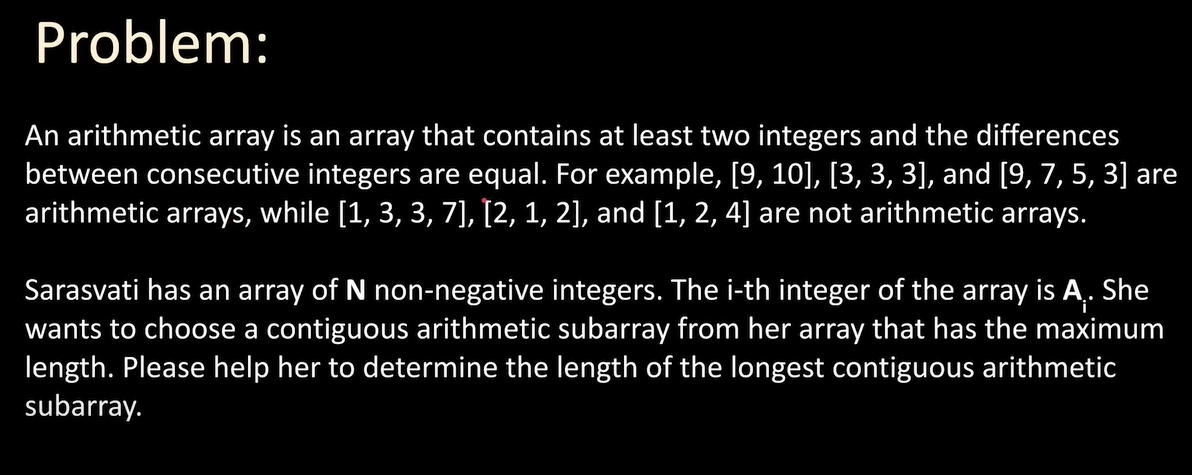 Problem:
An arithmetic array is an array that contains at least two integers and the differences
between consecutive integers are equal. For example, [9, 10], [3, 3, 3], and [9, 7, 5, 3] are
arithmetic arrays, while [1, 3, 3, 7], [2, 1, 2], and [1, 2, 4] are not arithmetic arrays.
Sarasvati has an array of N non-negative integers. The i-th integer of the array is Ai. She
wants to choose a contiguous arithmetic subarray from her array that has the maximum
length. Please help her to determine the length of the longest contiguous arithmetic
subarray.